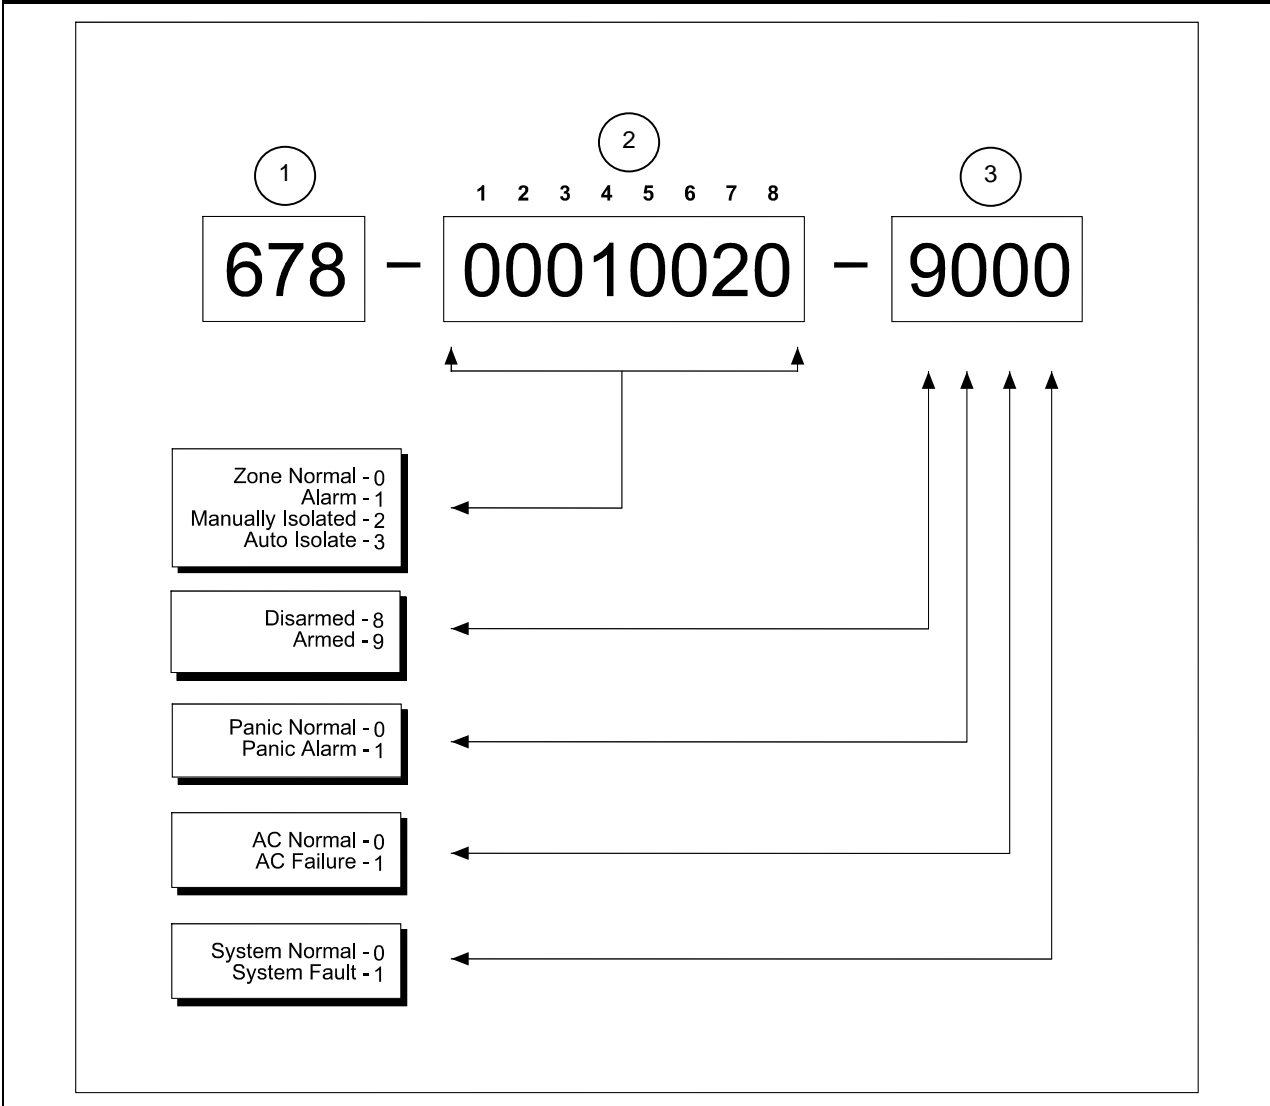 1
2
3
1 2 3 4 5 6 7 8
678 – 00010020 – 9000
Zone Normal - 0
Alarm - 1
Manually Isolated - 2
Auto Isolate - 3
Disarmed - 8
Armed - 9
Panic Normal - 0
Panic Alarm - 1
AC Normal - 0
AC Failure - 1
System Normal - 0
System Fault - 1